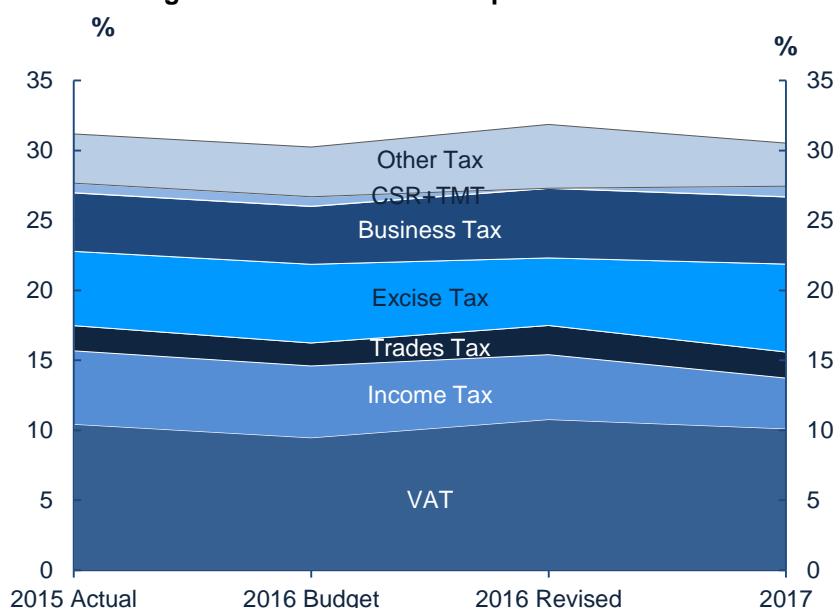 %
%
35
35
30
30
Other Tax
CSR+TMT
25
25
Business Tax
20
20
Excise Tax
Trades Tax
15
15
Income Tax
10
10
VAT
5
5
0
0
2015 Actual 2016 Budget 2016 Revised 2017